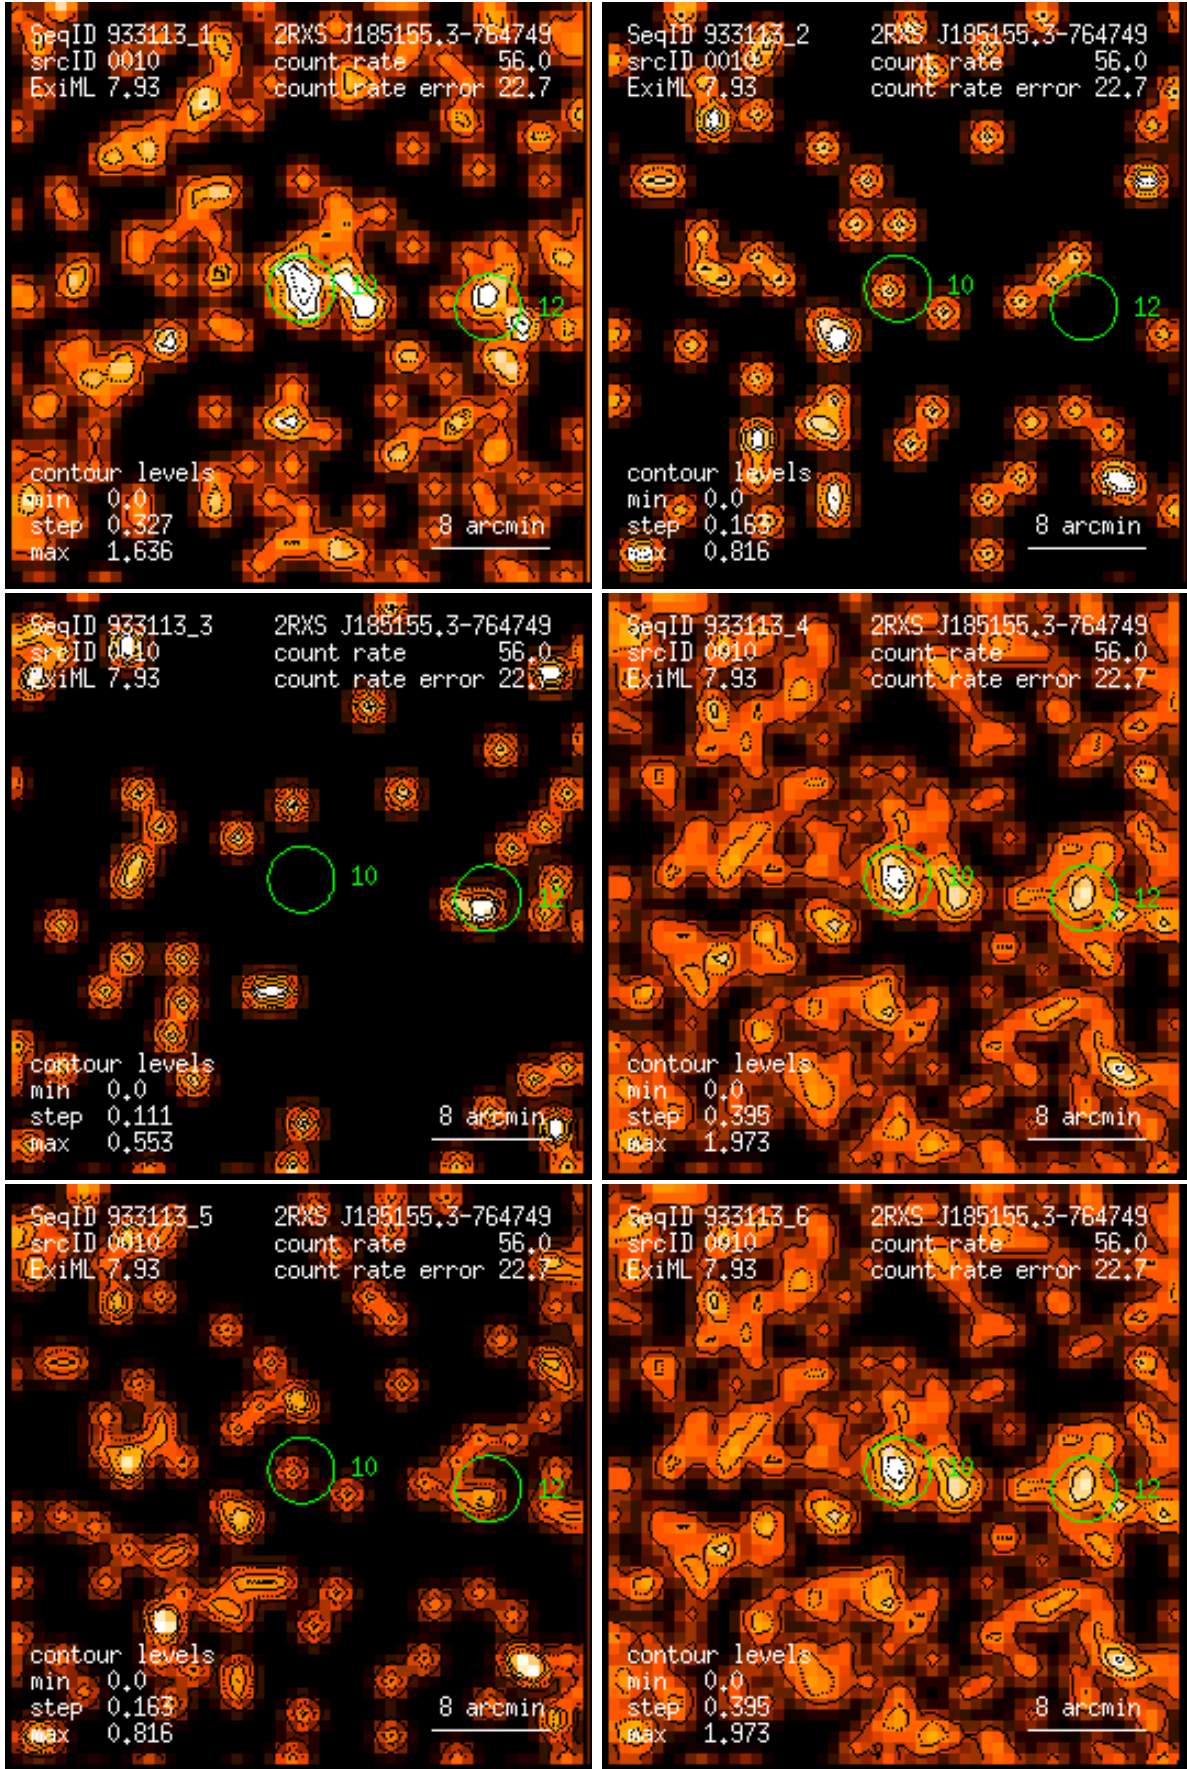 SeqID 933113_1 2RXS J185155.3-764749
srcID 0010 count rate 56.0
ExiML 7.93 count rate error 22.7
10
12
contour levels
min 0.0
step 0.327 8 arcmin
max 1.636
SeqID 933113_2 2RXS J185155.3-764749
srcID 0010 count rate 56.0
ExiML 7.93 count rate error 22.7
10
12
contour levels
min 0.0
step 0.163 8 arcmin
max 0.816
SeqID 933113_3 2RXS J185155.3-764749
srcID 0010 count rate 56.0
ExiML 7.93 count rate error 22.7
10
12
contour levels
min 0.0
step 0.111 8 arcmin
max 0.553
SeqID 933113_4 2RXS J185155.3-764749
srcID 0010 count rate 56.0
ExiML 7.93 count rate error 22.7
10
12
contour levels
min 0.0
step 0.395 8 arcmin
max 1.973
SeqID 933113_5 2RXS J185155.3-764749
srcID 0010 count rate 56.0
ExiML 7.93 count rate error 22.7
10
12
contour levels
min 0.0
step 0.163 8 arcmin
max 0.816
SeqID 933113_6 2RXS J185155.3-764749
srcID 0010 count rate 56.0
ExiML 7.93 count rate error 22.7
10
12
contour levels
min 0.0
step 0.395 8 arcmin
max 1.973